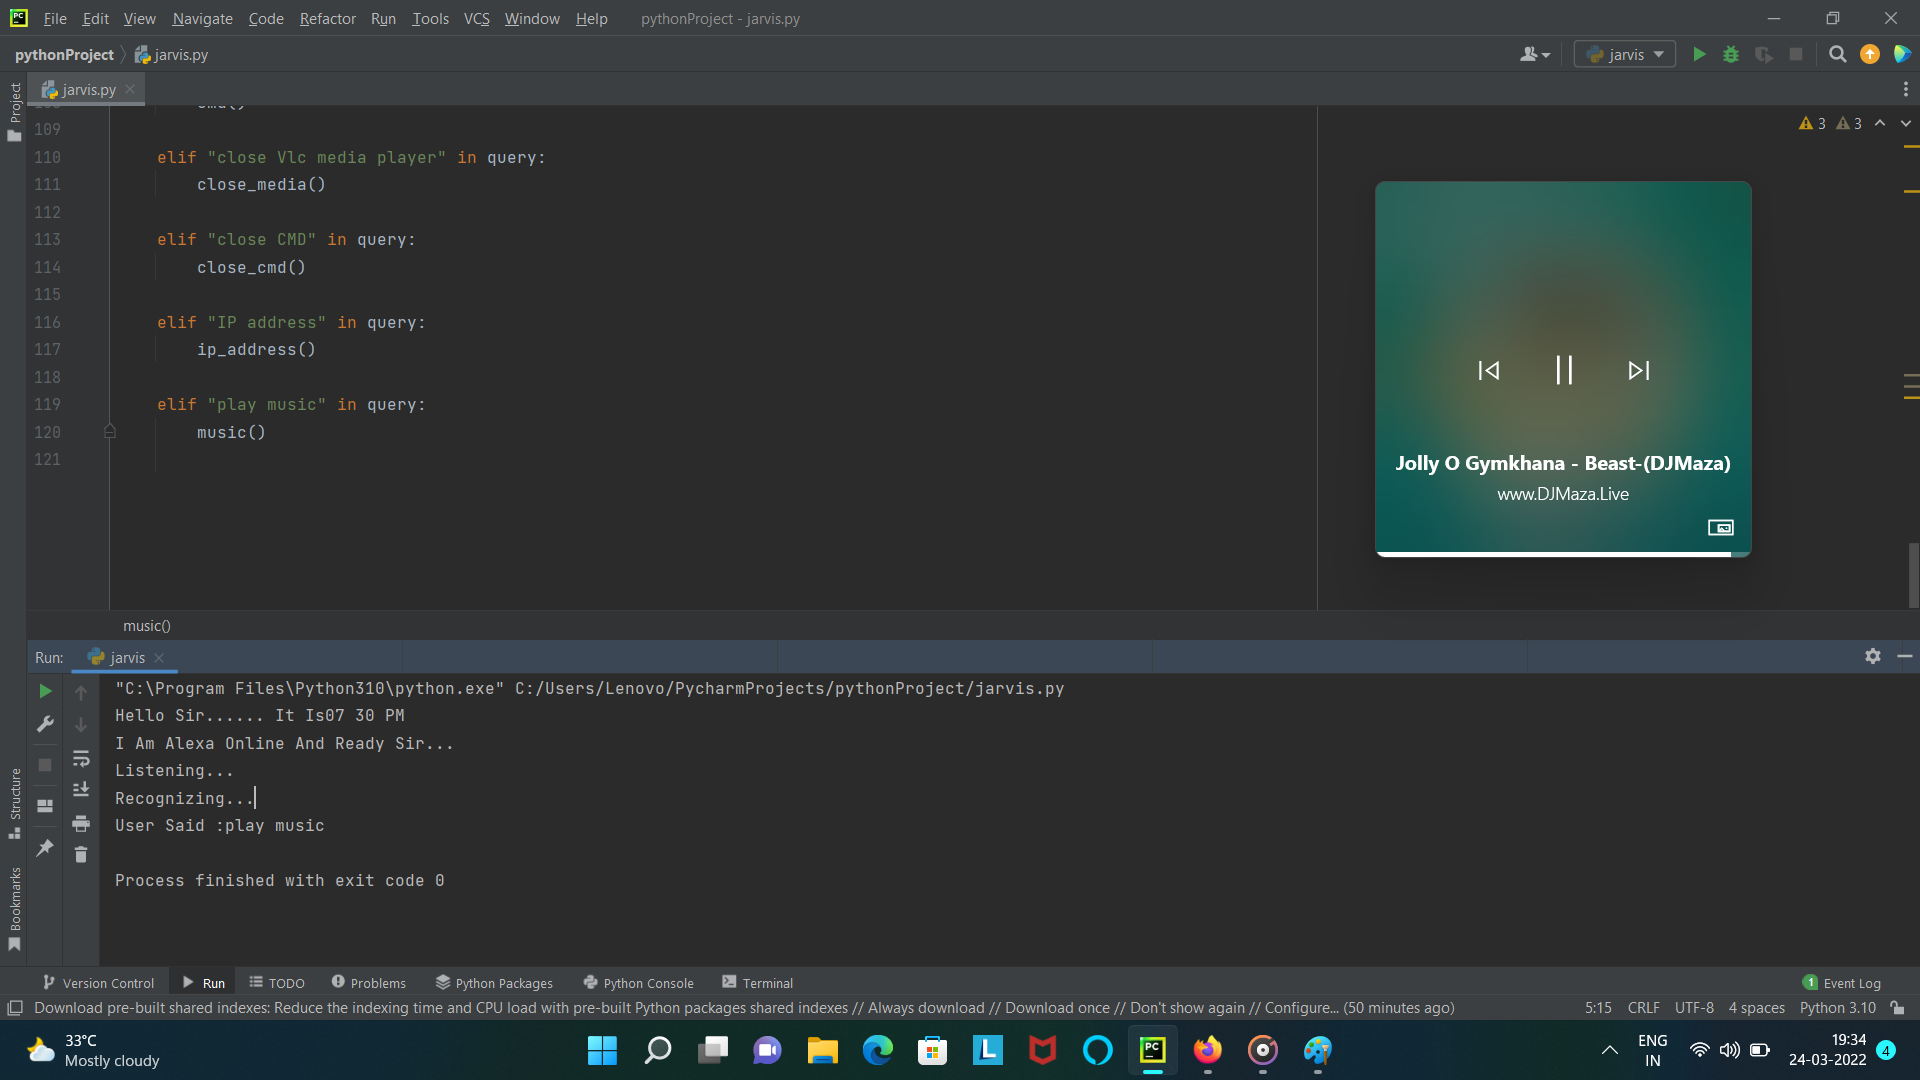 File Edit View Navigate Code Refactor Run Tools VCS Window Help pythonProject - jarvis.py
pythonProject jarvis.py
jarvis
Project
jarvis.py
109
3 3
110 elif "close Vlc media player" in query:
111 close_media()
112
113 elif "close CMD" in query:
114 close_cmd()
115
116 elif "IP address" in query:
117 ip_address()
118
119 elif "play music" in query:
120 music()
121
Jolly O Gymkhana - Beast-(DJMaza)
www.DJMaza.Live
music()
Run: jarvis
"C:\Program Files\Python310\python.exe" C:/Users/Lenovo/PycharmProjects/pythonProject/jarvis.py
Hello Sir...... It Is07 30 PM
I Am Alexa Online And Ready Sir...
Listening...
Recognizing...
User Said :play music
Process finished with exit code 0
Structure
Bookmarks
Version Control Run TODO Problems Python Packages Python Console Terminal 1 Event Log
Download pre-built shared indexes: Reduce the indexing time and CPU load with pre-built Python packages shared indexes // Always download // Download once // Don't show again // Configure... (50 minutes ago) 5:15 CRLF UTF-8 4 spaces Python 3.10
33°C
Mostly cloudy
L
PC
ENG
IN
19:34
24-03-2022
4